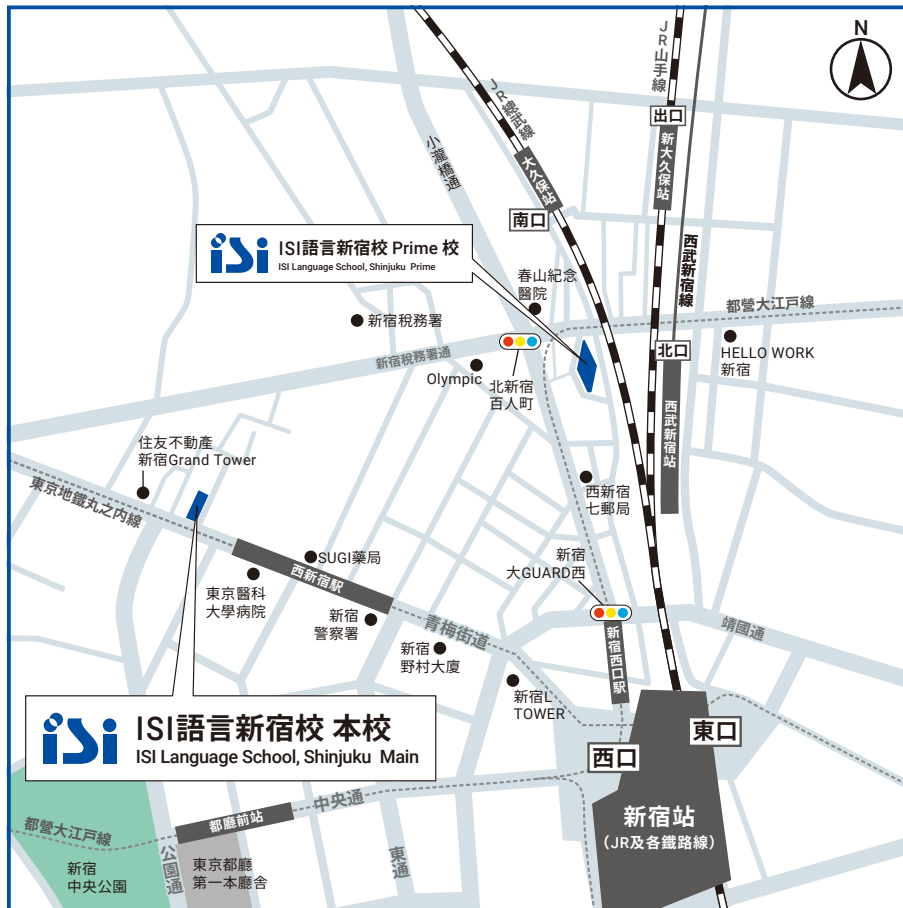 N
JR山手線
JR總武線
出口
新大久保站
小瀧橋通
大久保站
南口
西武新宿線
iSi
ISI語言新宿校 Prime 校
ISI Language School, Shinjuku Prime
春山紀念
醫院
都營大江戶線
新宿稅務署
HELLO WORK
新宿
北口
新宿稅務署通
Olympic
北新宿
百人町
西武新宿站
住友不動產
新宿Grand Tower
東京地鐵丸之内線
西新宿
七郵局
SUGI藥局
西新宿駅
新宿
大GUARD西
東京醫科
大學病院
新宿
警察署
青梅街道
靖國通
新宿
野村大廈
新宿西口駅
新宿L
TOWER
iSi
ISI語言新宿校 本校
ISI Language School, Shinjuku Main
東口
西口
新宿站
(JR及各鐵路線)
中央通
都廳前站
都營大江戸線
公園通
東通
新宿
中央公園
東京都廳
第一本廳舎